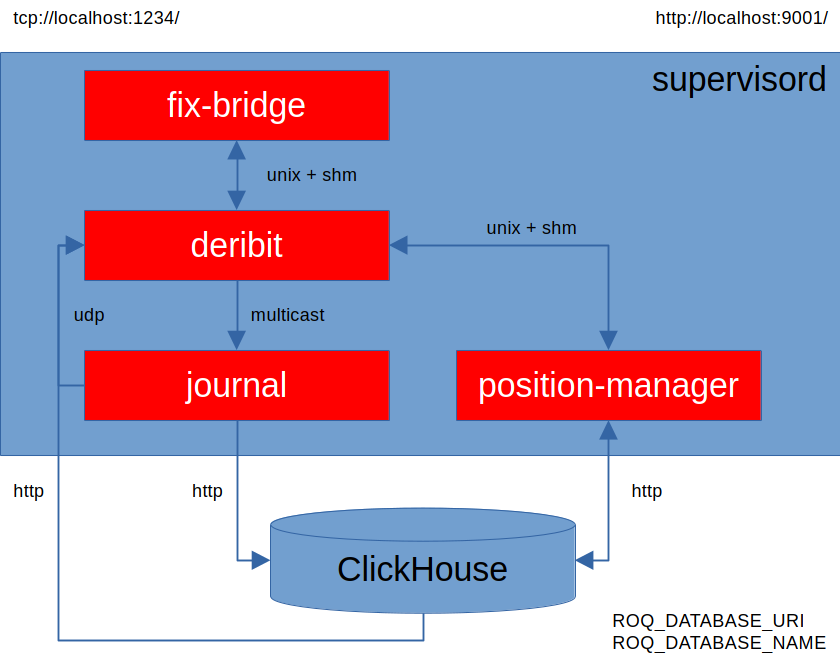 tcp://localhost:1234/
http://localhost:9001/
supervisord
fix-bridge
unix + shm
deribit
unix + shm
udp
multicast
journal
position-manager
http
http
http
ClickHouse
ROQ_DATABASE_URI
ROQ_DATABASE_NAME